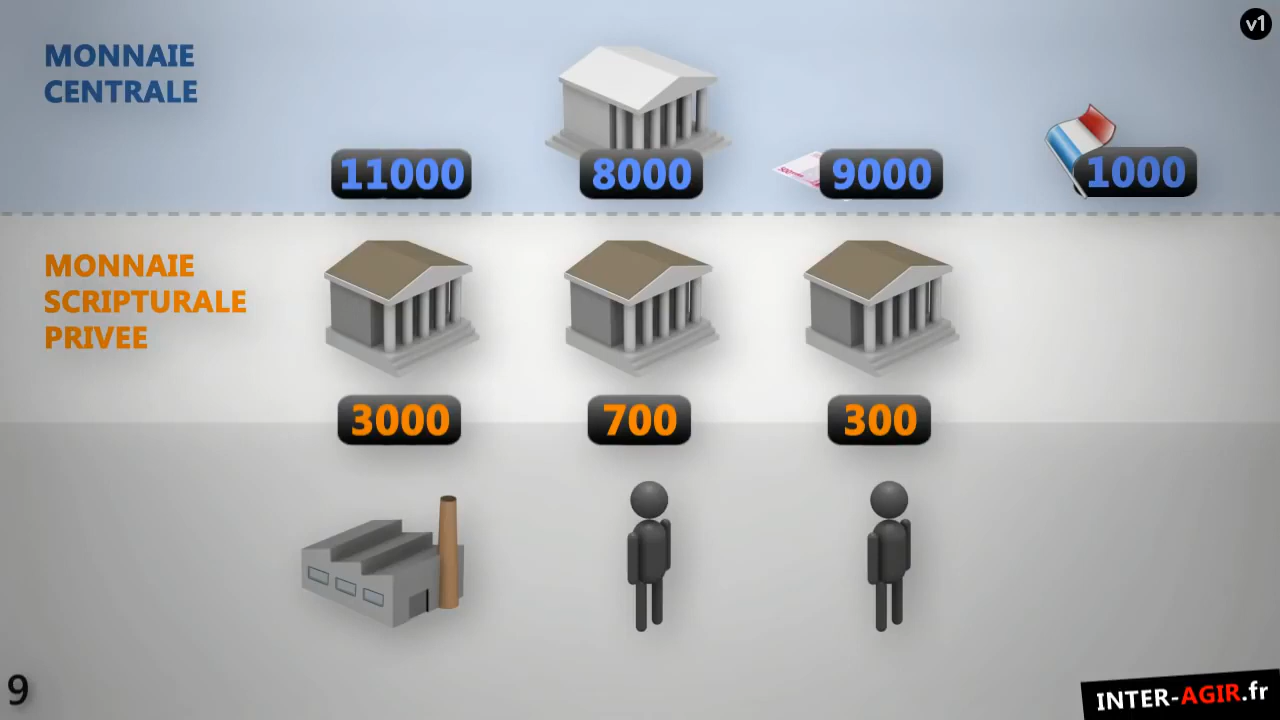 v1
MONNAIE
CENTRALE
11000 8000 9000 1000
MONNAIE
SCRIPTURALE
PRIVEE
3000 700 300
9
INTER-AGIR.fr